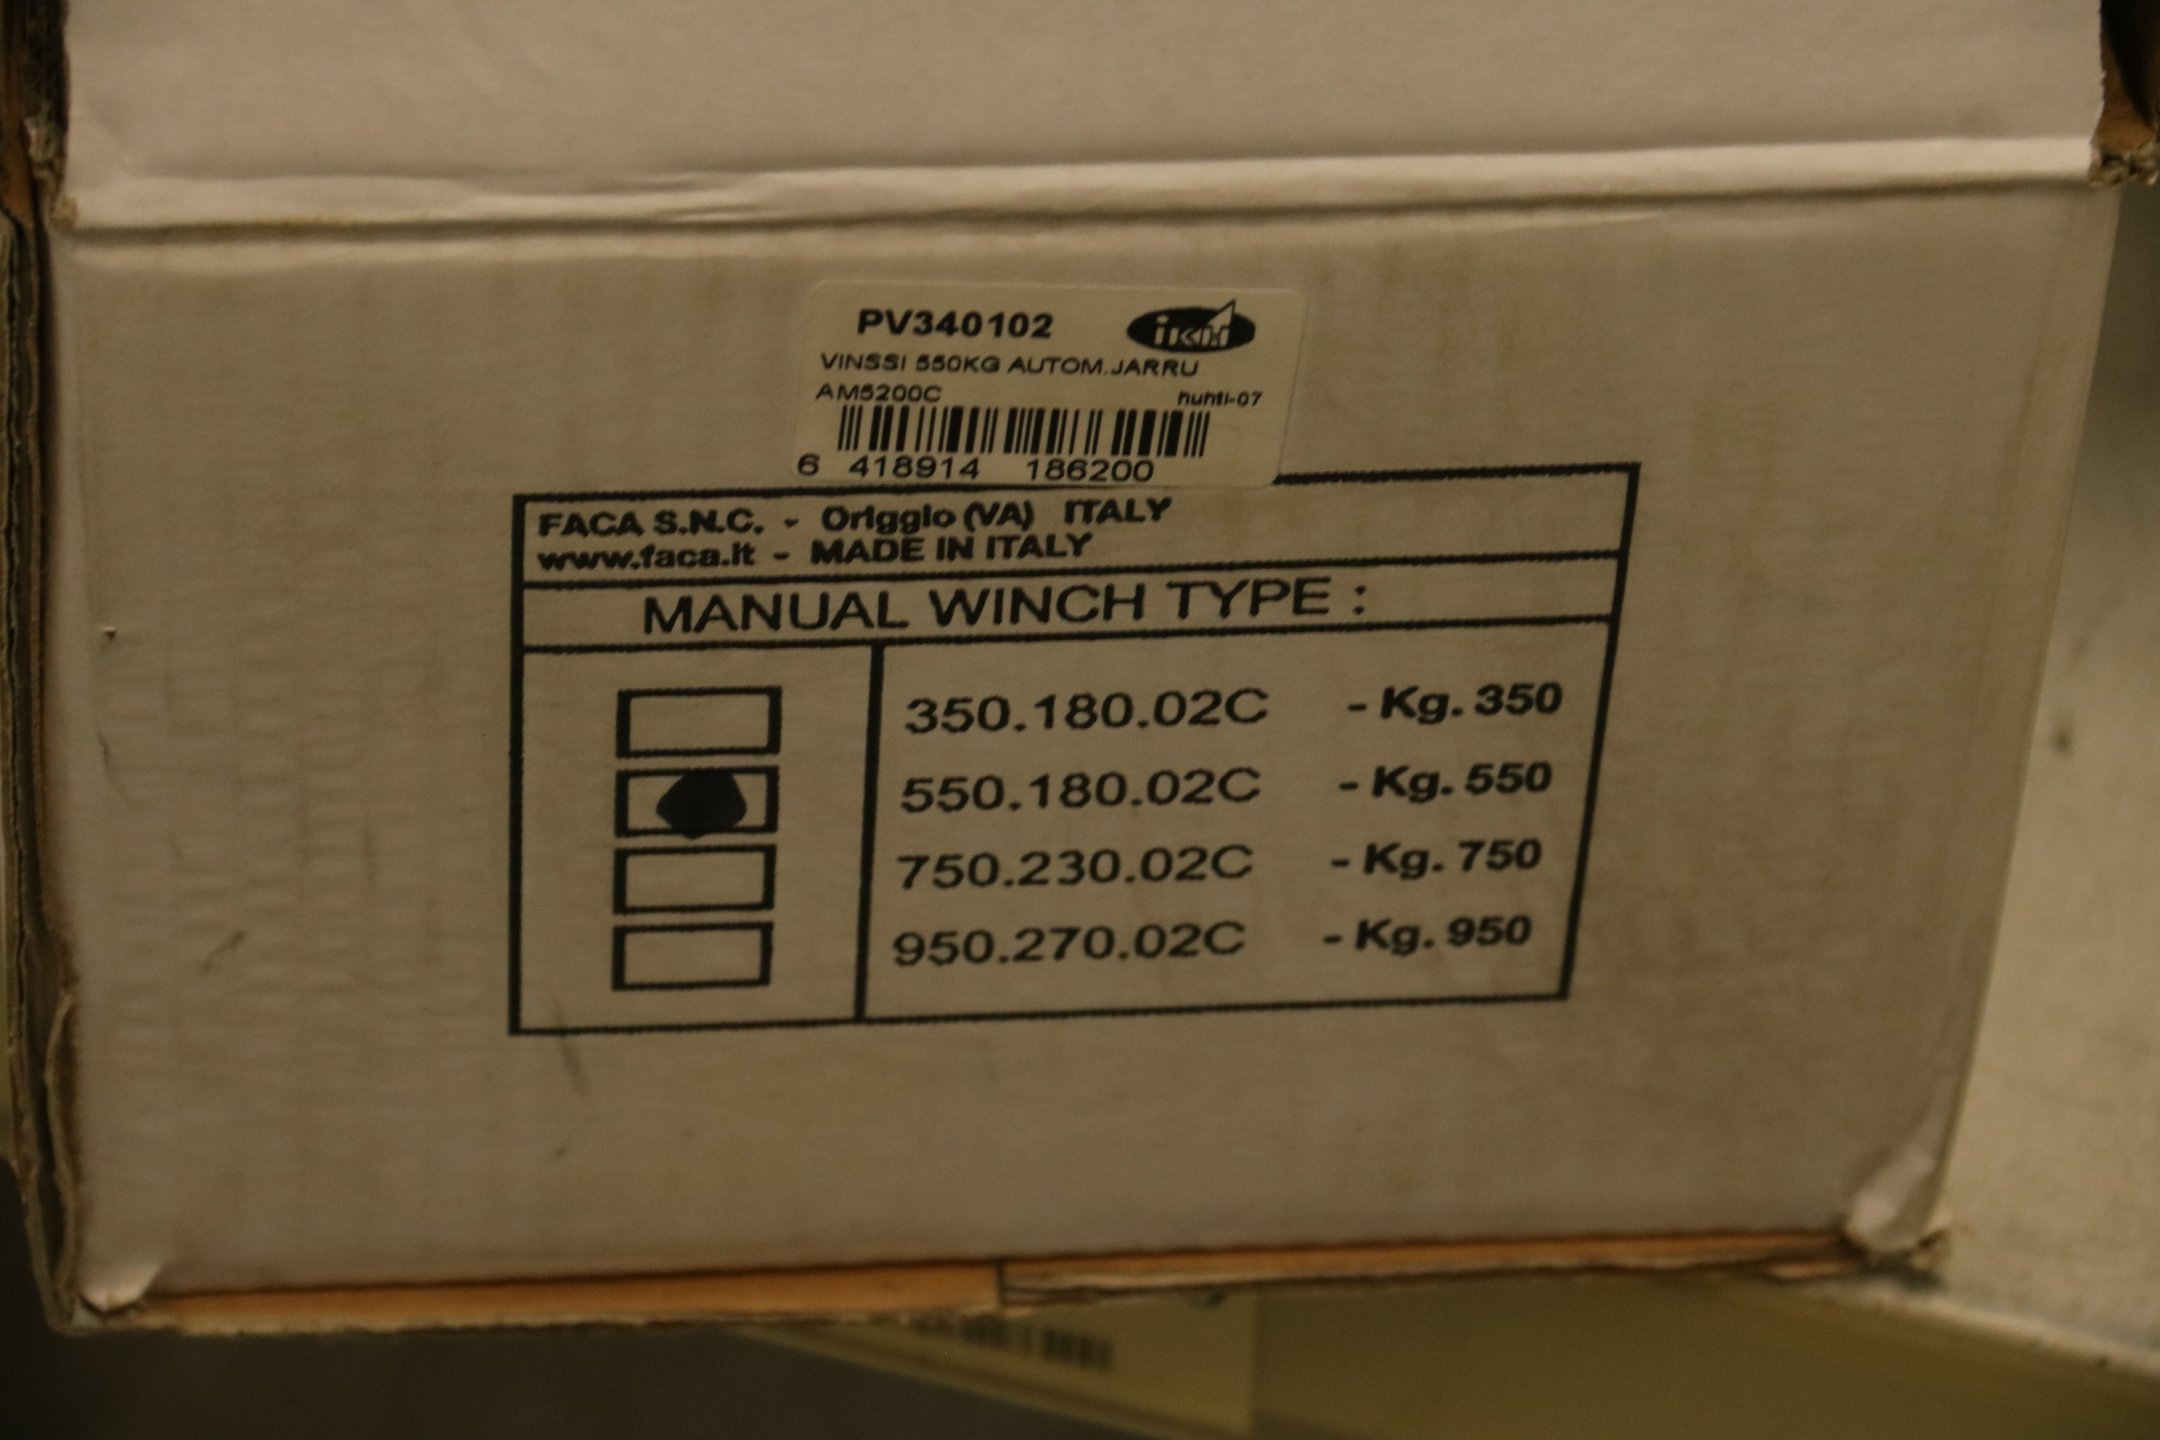 PV340102 iKH
VINSSI 550KG AUTOM.JARRU
AM5200C huhti-07
6 418914 186200
FACA S.N.C. - Origgio (VA) ITALY
www.faca.it - MADE IN ITALY
MANUAL WINCH TYPE :
350.180.02C - Kg. 350
550.180.02C - Kg. 550
750.230.02C - Kg. 750
950.270.02C - Kg. 950